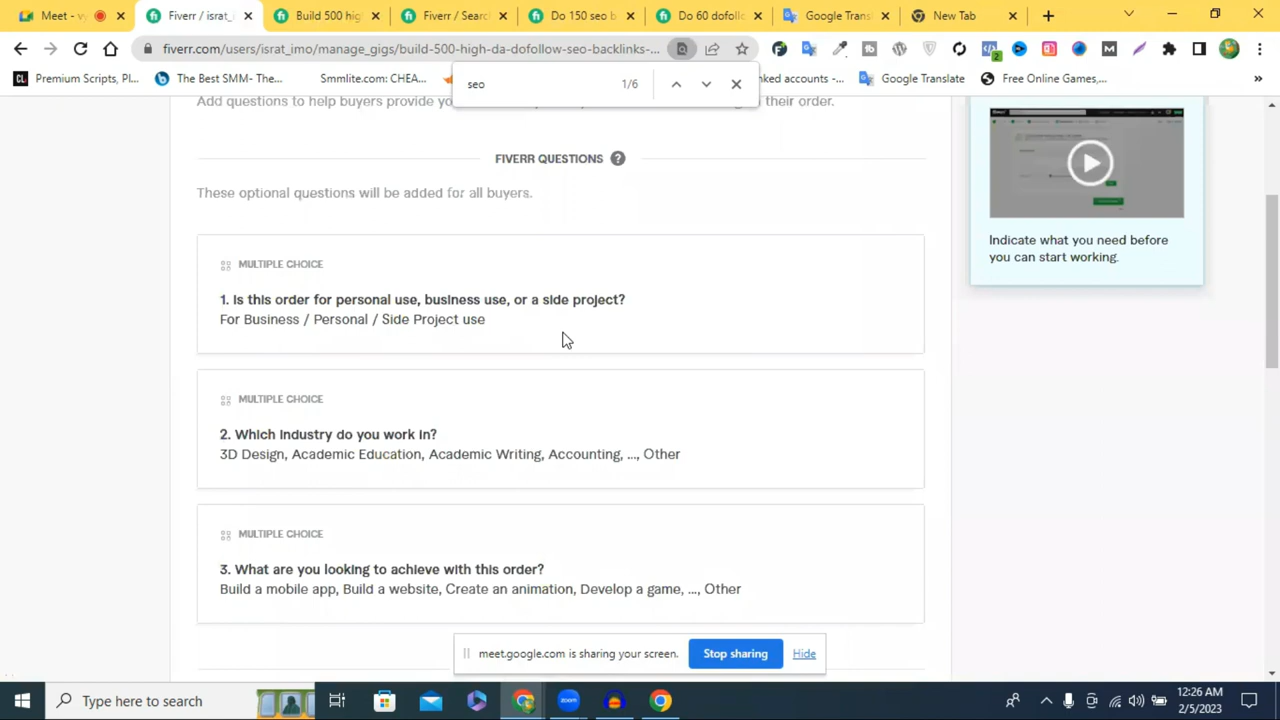 Meet - vy
Fiverr / israt_i
Build 500 hig
Fiverr / Sear
Do 150 seo b
Do 60 dofoll
Google Trans
New Tab
fiverr.com/users/israt_imo/manage_gigs/build-500-high-da-dofollow-seo-backlinks-...
Premium Scripts, Pl...
The Best SMM- The...
Smmlite.com: CHEA...
nked accounts -...
Google Translate
Free Online Games,...
seo
1/6
Add questions to help buyers provide yo
their order.
FIVERR QUESTIONS
These optional questions will be added for all buyers.
MULTIPLE CHOICE
1. Is this order for personal use, business use, or a side project?
For Business / Personal / Side Project use
MULTIPLE CHOICE
2. Which industry do you work in?
3D Design, Academic Education, Academic Writing, Accounting, ..., Other
MULTIPLE CHOICE
3. What are you looking to achieve with this order?
Build a mobile app, Build a website, Create an animation, Develop a game, ..., Other
Indicate what you need before
you can start working.
meet.google.com is sharing your screen.
Stop sharing
Hide
Type here to search
12:26 AM
2/5/2023